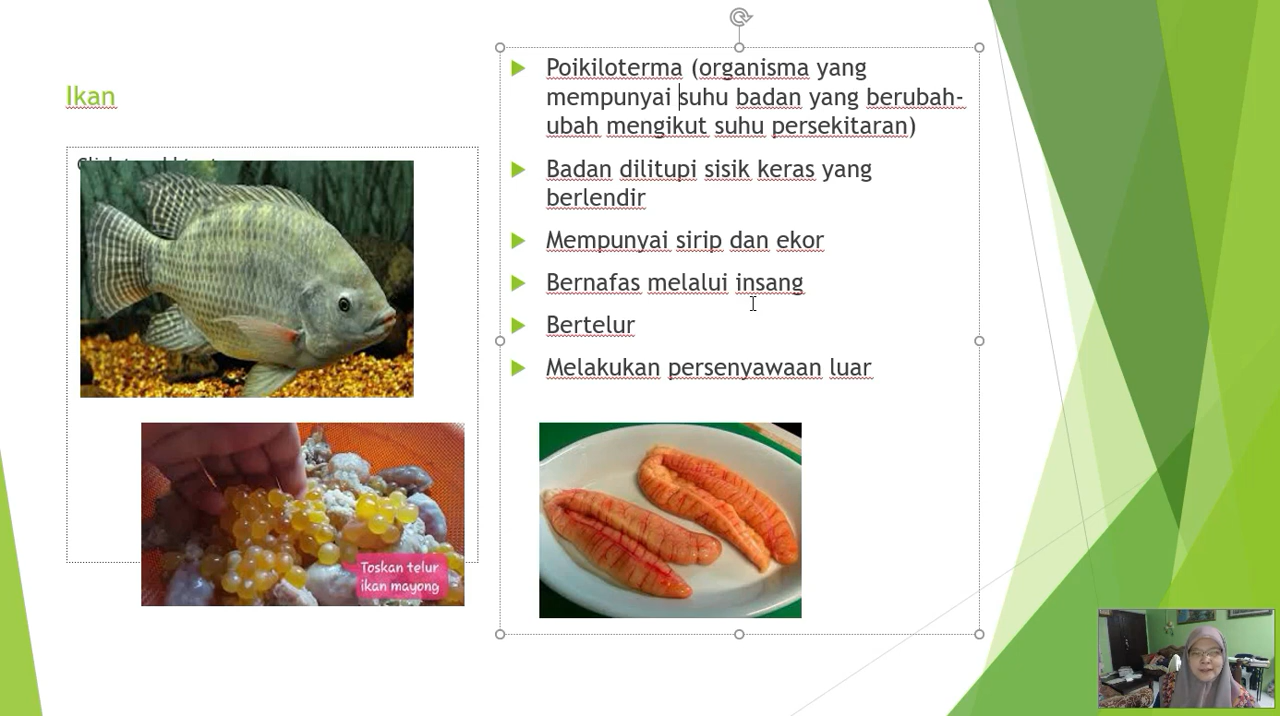 Ikan
Poikiloterma (organisma yang
mempunyai suhu badan yang berubah-
ubah mengikut suhu persekitaran)
Badan dilitupi sisik keras yang
berlendir
Mempunyai sirip dan ekor
Bernafas melalui insang
Bertelur
Melakukan persenyawaan luar
Toskan telur
ikan mayong